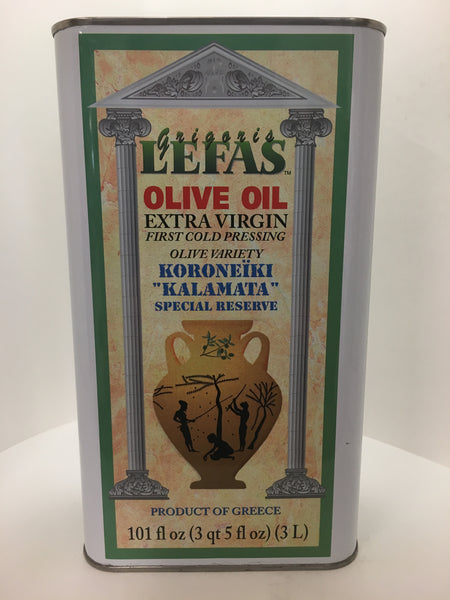 Grigoris
LEFAS™
OLIVE OIL
EXTRA VIRGIN
FIRST COLD PRESSING
OLIVE VARIETY
KORONEÏKI
"KALAMATA"
SPECIAL RESERVE
PRODUCT OF GREECE
101 fl oz (3 qt 5 fl oz) (3 L)